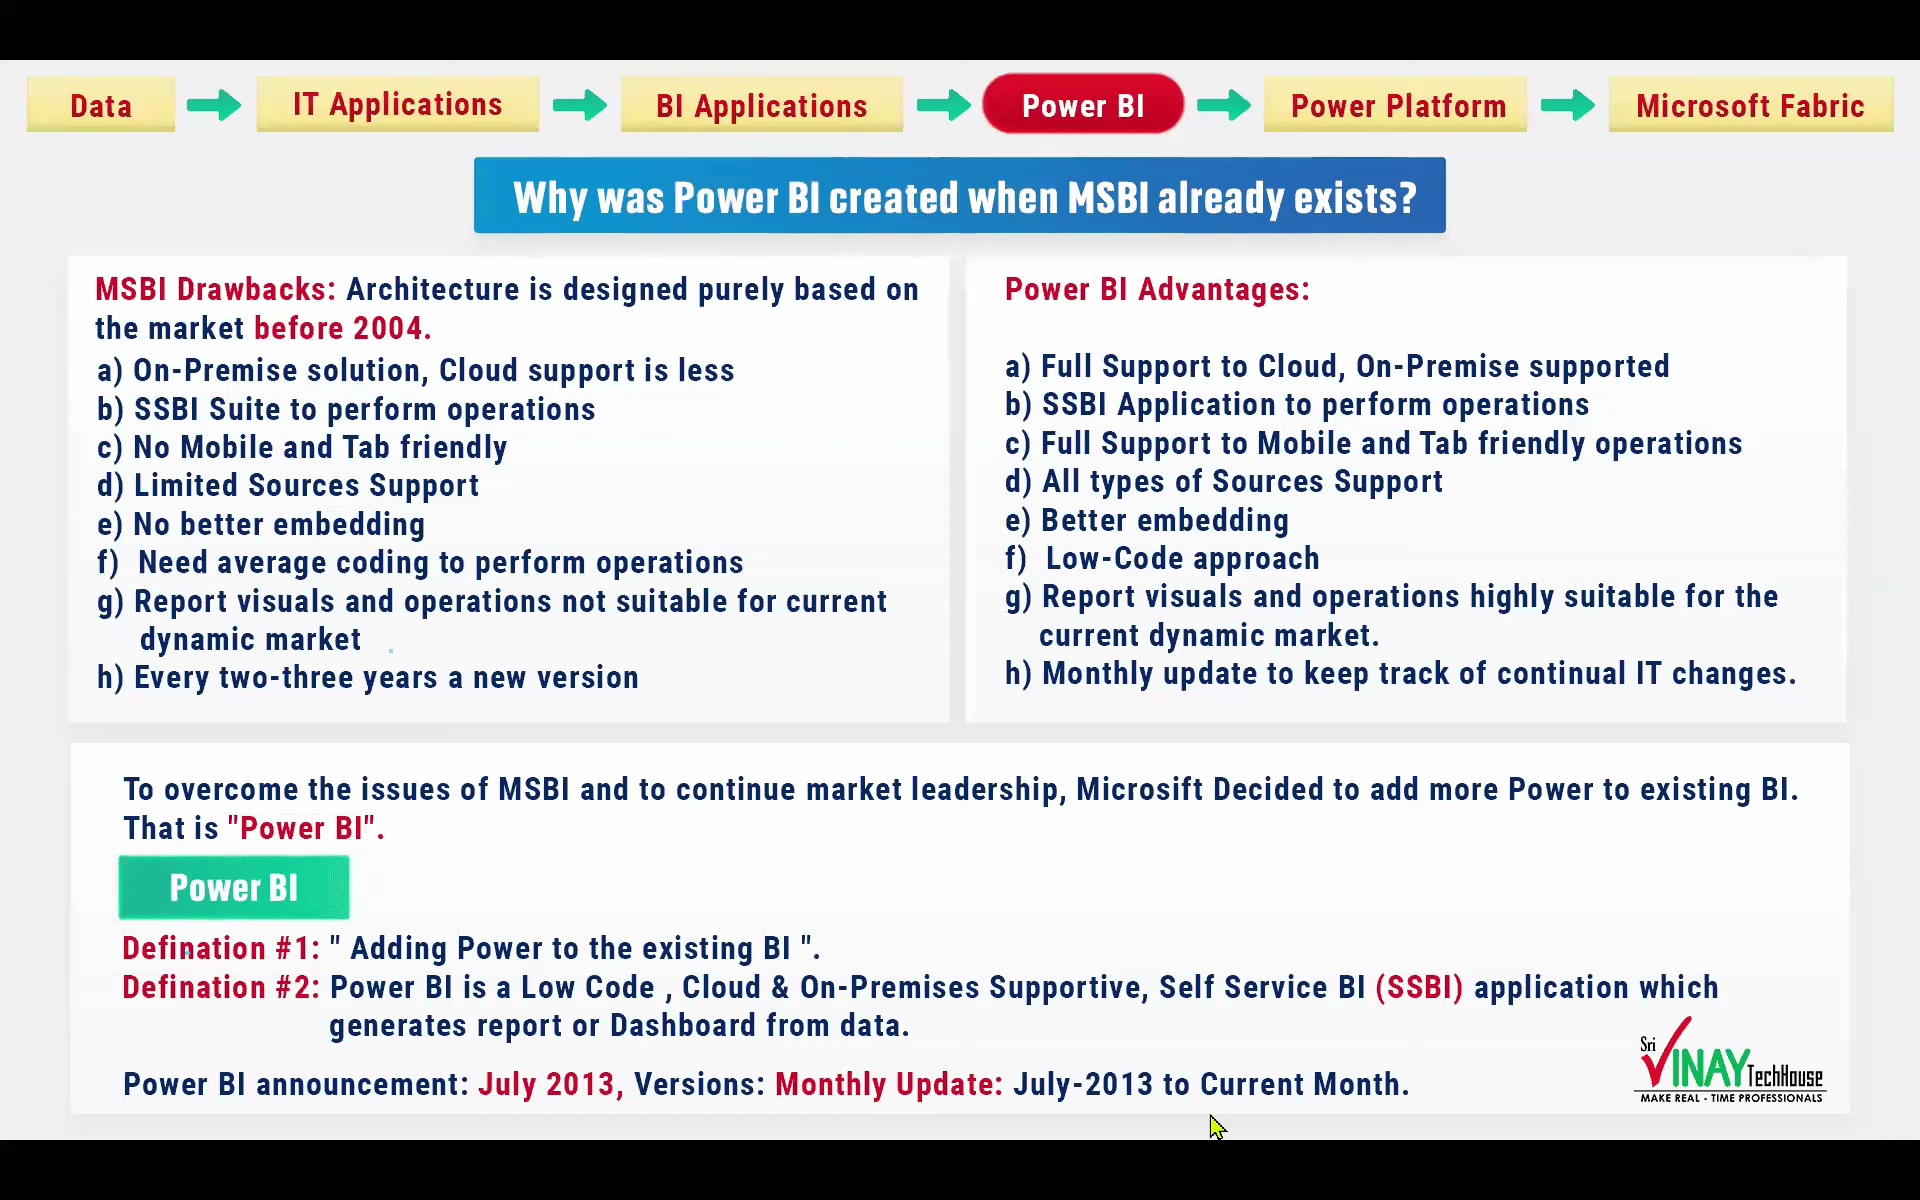 Data
IT Applications
BI Applications
Power BI
Power Platform
Microsoft Fabric
Why was Power BI created when MSBI already exists?
MSBI Drawbacks: Architecture is designed purely based on
the market before 2004.
a) On-Premise solution, Cloud support is less
b) SSBI Suite to perform operations
c) No Mobile and Tab friendly
d) Limited Sources Support
e) No better embedding
f) Need average coding to perform operations
g) Report visuals and operations not suitable for current
dynamic market
h) Every two-three years a new version
Power BI Advantages:
a) Full Support to Cloud, On-Premise supported
b) SSBI Application to perform operations
c) Full Support to Mobile and Tab friendly operations
d) All types of Sources Support
e) Better embedding
f) Low-Code approach
g) Report visuals and operations highly suitable for the
current dynamic market.
h) Monthly update to keep track of continual IT changes.
To overcome the issues of MSBI and to continue market leadership, Microsift Decided to add more Power to existing BI.
That is "Power BI".
Power BI
Defination #1: " Adding Power to the existing BI ".
Defination #2: Power BI is a Low Code , Cloud & On-Premises Supportive, Self Service BI (SSBI) application which
generates report or Dashboard from data.
Power BI announcement: July 2013, Versions: Monthly Update: July-2013 to Current Month.
Sri VINAY TechHouse
MAKE REAL - TIME PROFESSIONALS